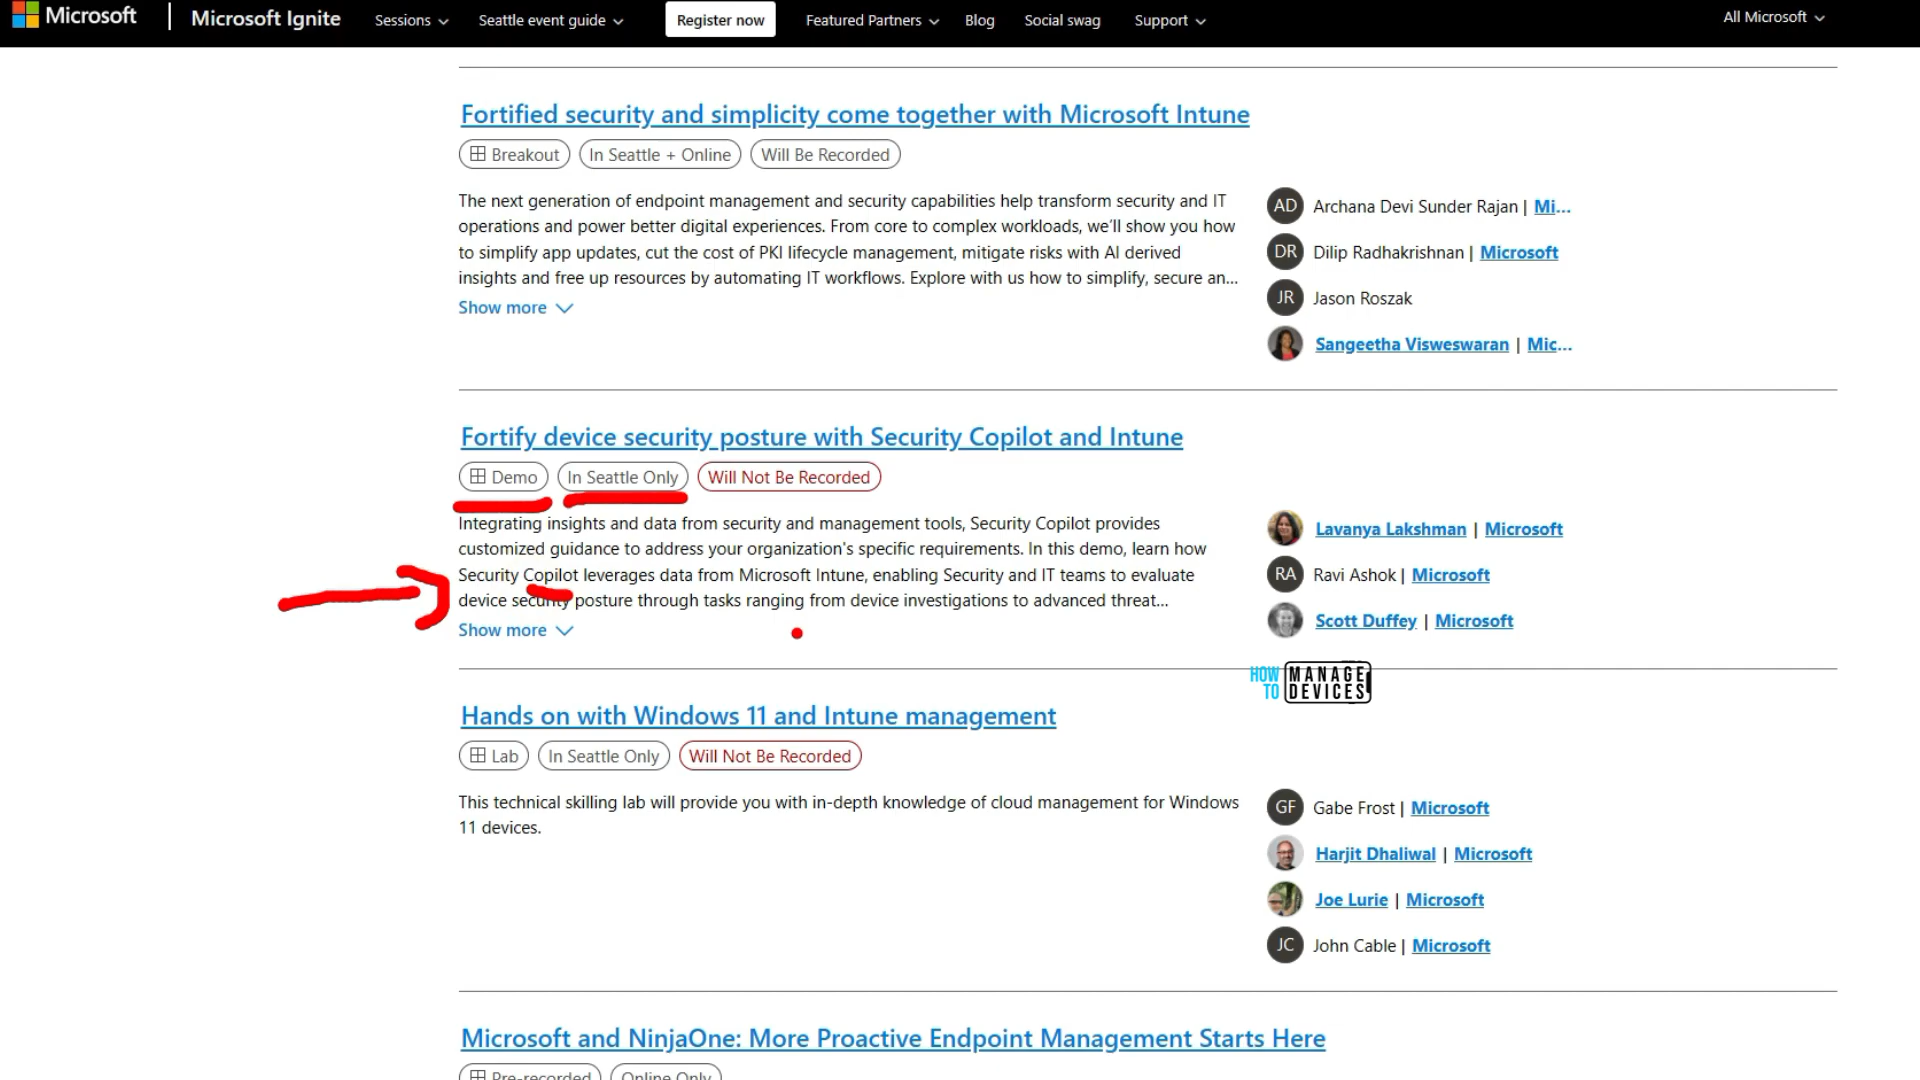 Microsoft | Microsoft Ignite Sessions Seattle event guide Register now Featured Partners Blog Social swag Support All Microsoft
Fortified security and simplicity come together with Microsoft Intune
Breakout In Seattle + Online Will Be Recorded
The next generation of endpoint management and security capabilities help transform security and IT
operations and power better digital experiences. From core to complex workloads, we'll show you how
to simplify app updates, cut the cost of PKI lifecycle management, mitigate risks with AI derived
insights and free up resources by automating IT workflows. Explore with us how to simplify, secure an...
Show more
AD Archana Devi Sunder Rajan | Mi...
DR Dilip Radhakrishnan | Microsoft
JR Jason Roszak
Sangeetha Visweswaran | Mic...
Fortify device security posture with Security Copilot and Intune
Demo In Seattle Only Will Not Be Recorded
Integrating insights and data from security and management tools, Security Copilot provides
customized guidance to address your organization's specific requirements. In this demo, learn how
Security Copilot leverages data from Microsoft Intune, enabling Security and IT teams to evaluate
device security posture through tasks ranging from device investigations to advanced threat...
Show more
Lavanya Lakshman | Microsoft
RA Ravi Ashok | Microsoft
Scott Duffey | Microsoft
HOW TO MANAGE DEVICES
Hands on with Windows 11 and Intune management
Lab In Seattle Only Will Not Be Recorded
This technical skilling lab will provide you with in-depth knowledge of cloud management for Windows
11 devices.
GF Gabe Frost | Microsoft
Harjit Dhaliwal | Microsoft
Joe Lurie | Microsoft
JC John Cable | Microsoft
Microsoft and NinjaOne: More Proactive Endpoint Management Starts Here
Pre-recorded Online Only